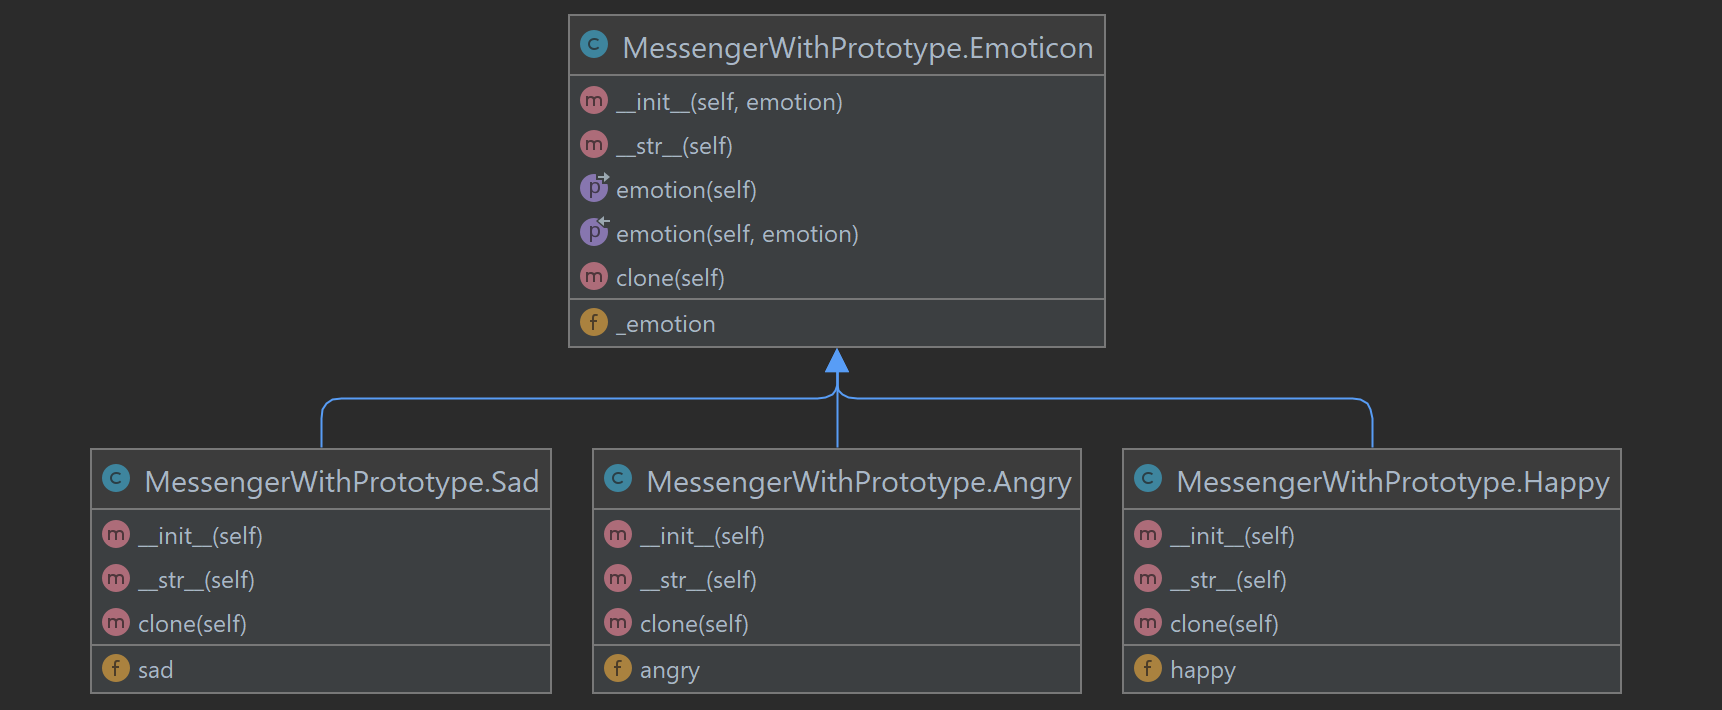 C MessengerWithPrototype.Emoticon
m __init__(self, emotion)
m __str__(self)
p emotion(self)
p emotion(self, emotion)
m clone(self)
f _emotion
C MessengerWithPrototype.Sad
m __init__(self)
m __str__(self)
m clone(self)
f sad
C MessengerWithPrototype.Angry
m __init__(self)
m __str__(self)
m clone(self)
f angry
C MessengerWithPrototype.Happy
m __init__(self)
m __str__(self)
m clone(self)
f happy